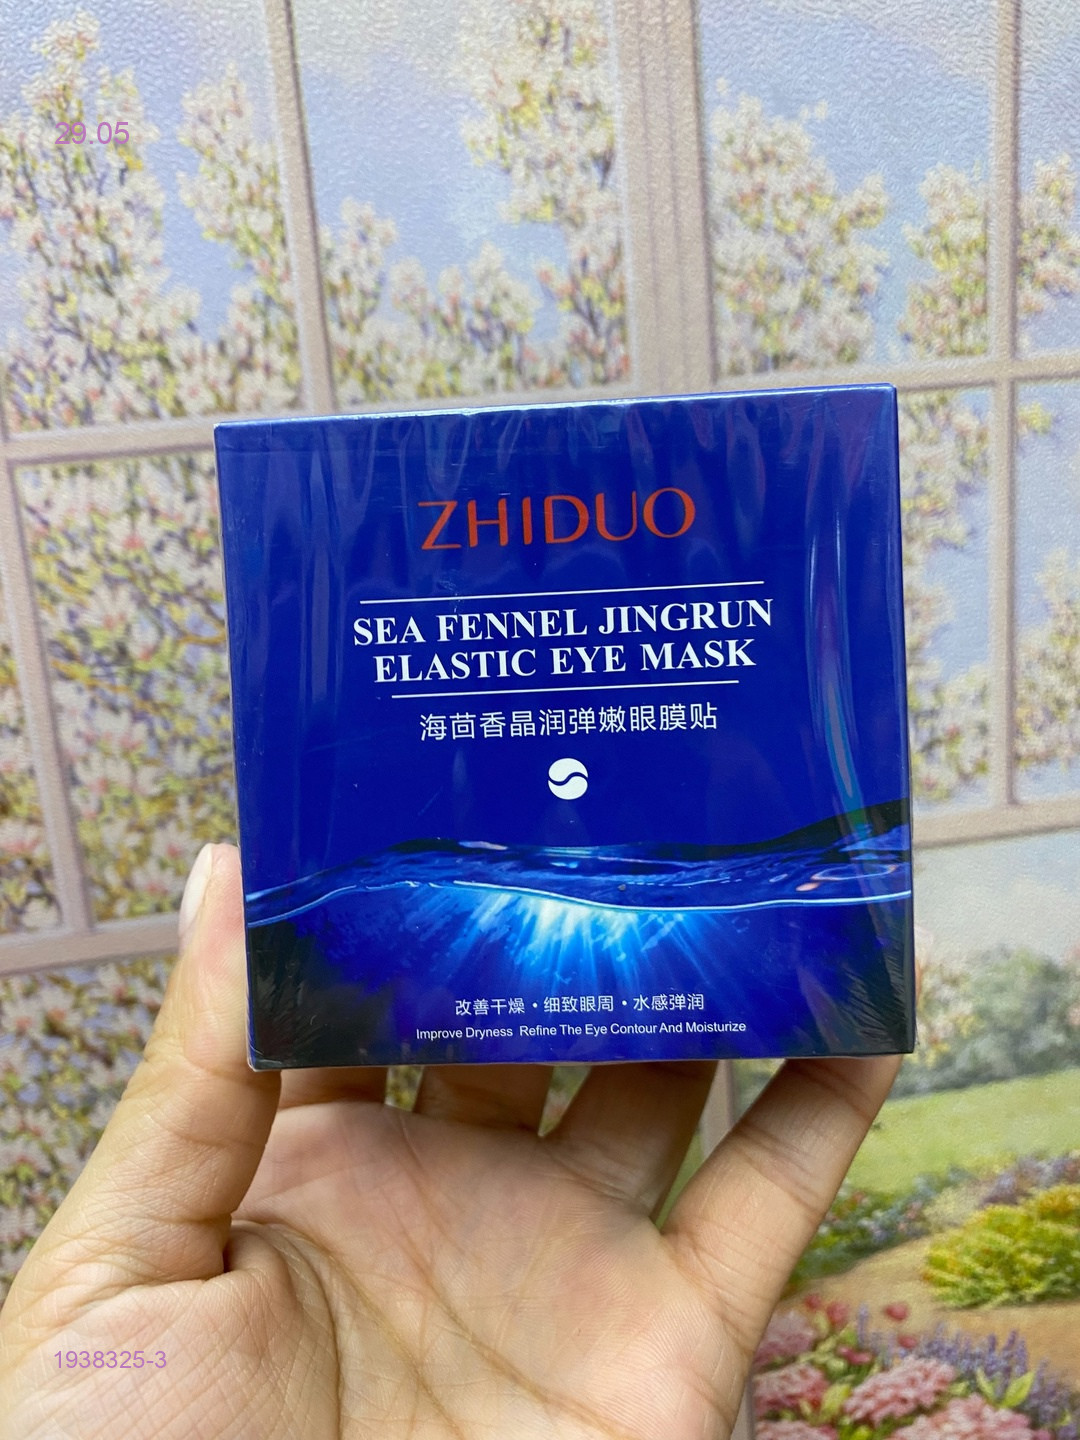 29.05
ZHIDUO
SEA FENNEL JINGRUN
ELASTIC EYE MASK
海茴香晶润弹嫩眼膜贴
改善干燥・细致眼周・水感弹润
Improve Dryness Refine The Eye Contour And Moisturize
1938325-3